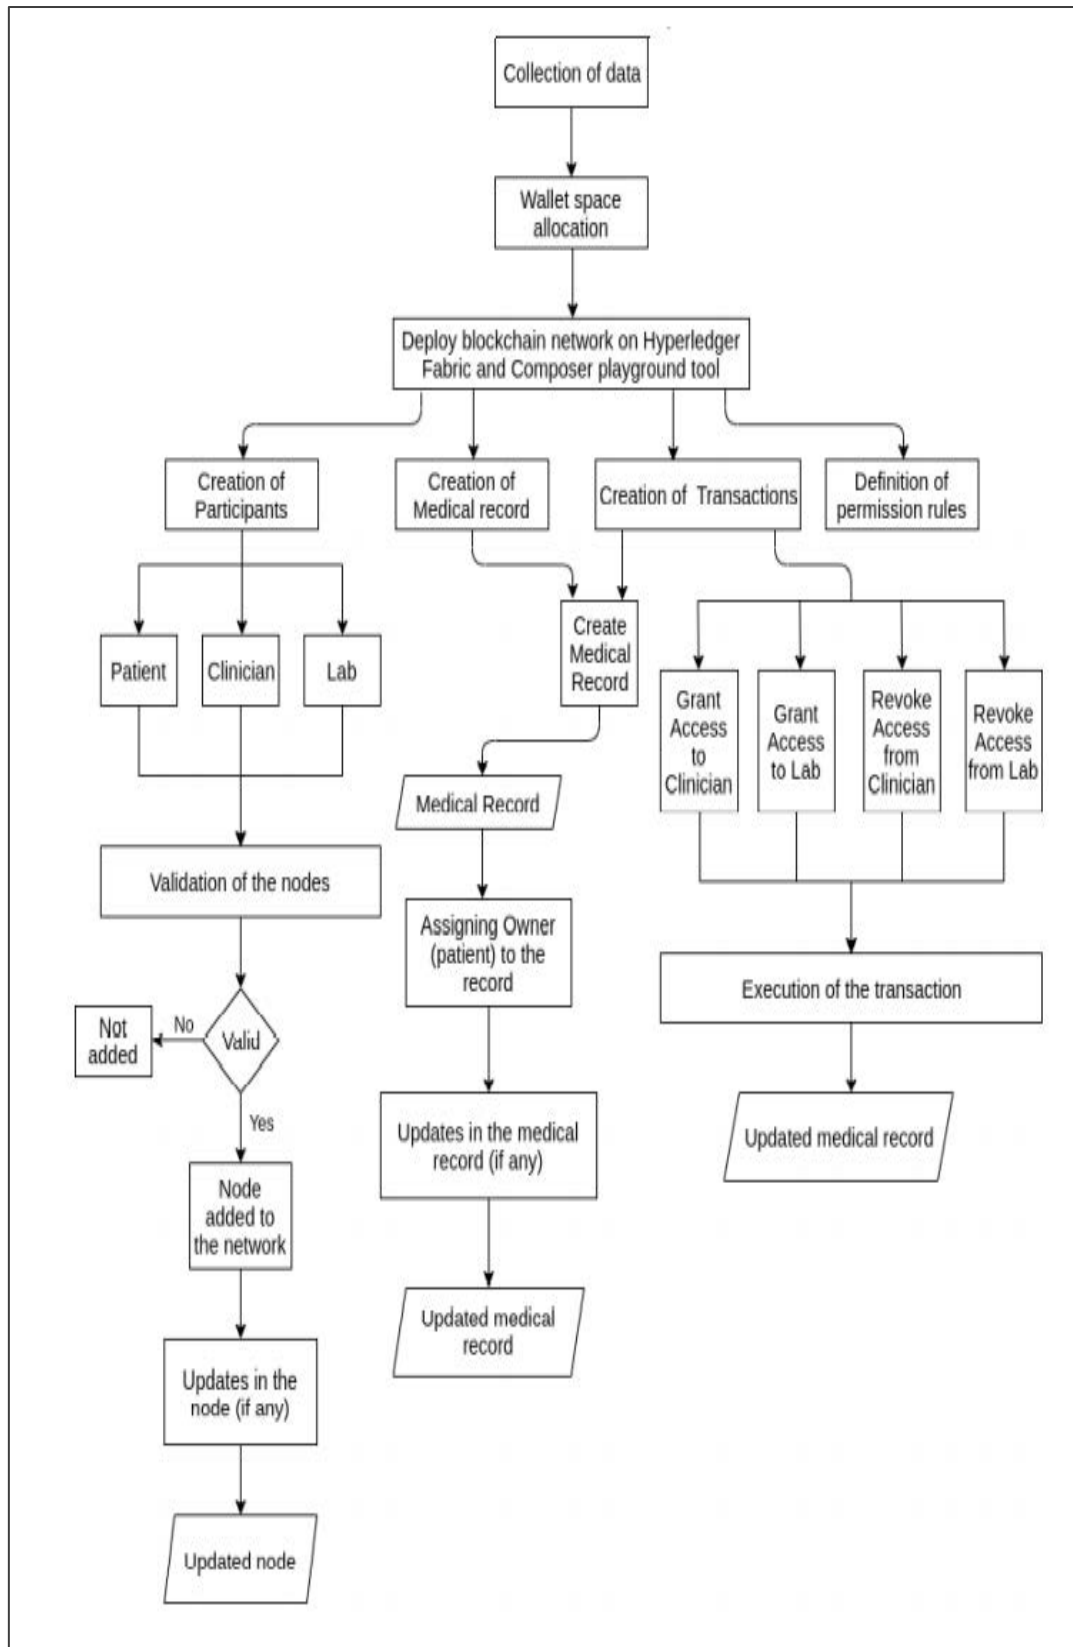 Collection of data
Wallet space
allocation
Deploy blockchain network on Hyperledger
Fabric and Composer playground tool
Creation of
Participants
Creation of
Medical record
Creation of Transactions
Definition of
permission rules
Patient
Clinician
Lab
Create
Medical
Record
Grant
Access
to
Clinician
Grant
Access
to Lab
Revoke
Access
from
Clinician
Revoke
Access
from Lab
Medical Record
Validation of the nodes
Assigning Owner
(patient) to the
record
Execution of the transaction
Not
added
No
Valid
Yes
Updates in the medical
record (if any)
Updated medical record
Node
added to
the network
Updated medical
record
Updates in the
node (if any)
Updated node